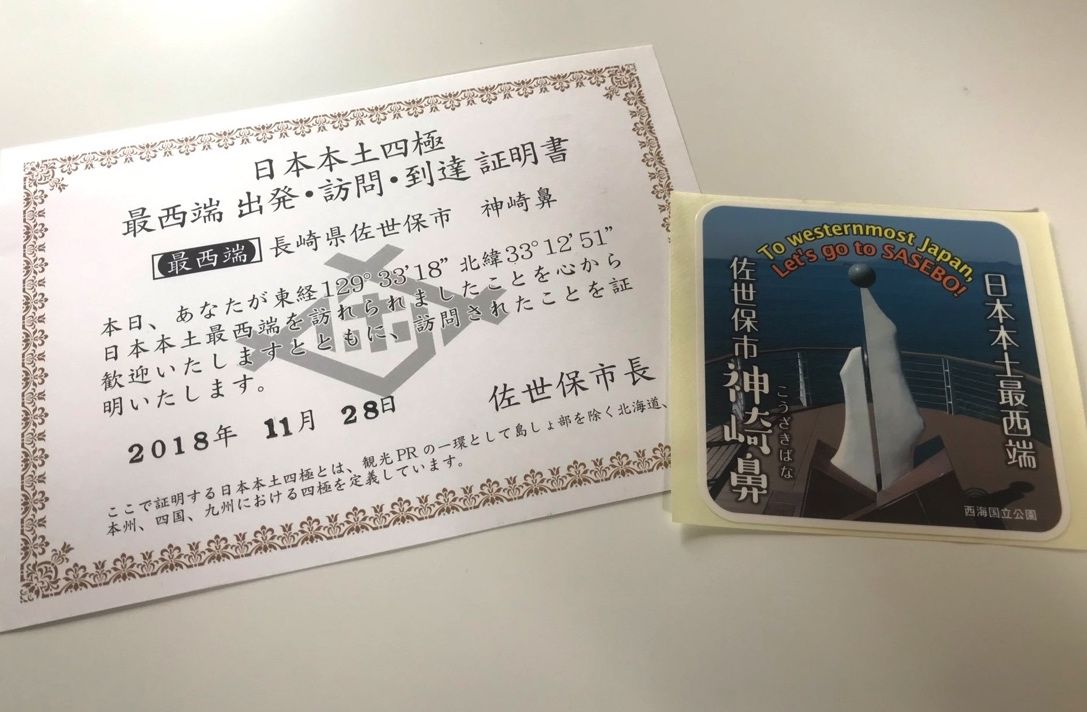 日本本土四極
最西端 出発・訪問・到達 証明書
最西端 長崎県佐世保市 神崎鼻
本日、あなたが東経129°33'18” 北緯33°12'51”
日本本土最西端を訪れられましたことを心から
歓迎いたしますとともに、訪問されたことを証
明いたします。
2018年 11月 28日
佐世保市長
ここで証明する日本本土四極とは、観光PRの一環として島しょ部を除く北海道、
本州、四国、九州における四極を定義しています。
To westernmost Japan,
Let's go to SASEBO!
日本本土最西端
佐世保市 神崎鼻
こうざきばな
西海国立公園